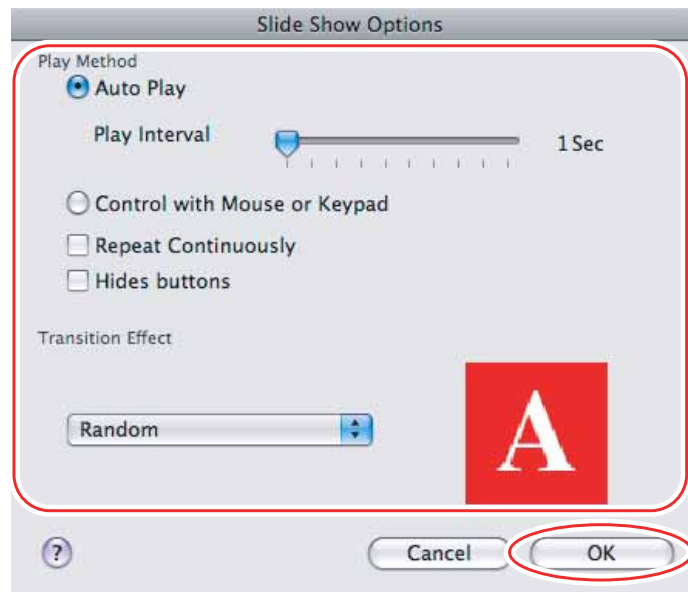 Slide Show Options
Play Method
Auto Play
Play Interval 1 Sec
Control with Mouse or Keypad
Repeat Continuously
Hides buttons
Transition Effect
Random
A
? Cancel OK